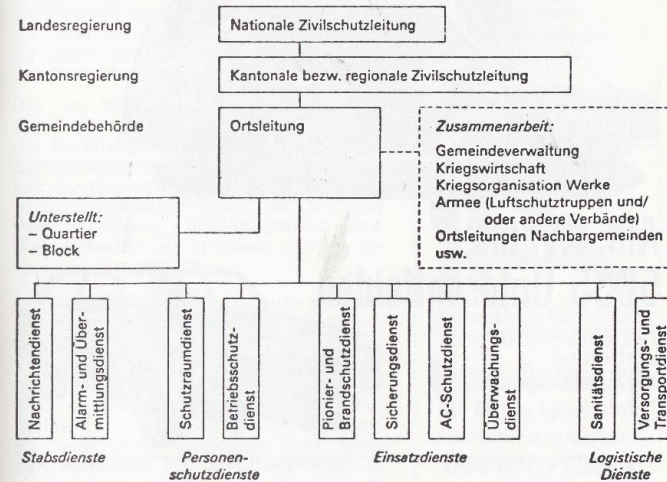 Landesregierung
Nationale Zivilschutzleitung
Kantonsregierung
Kantonale bezw. regionale Zivilschutzleitung
Gemeindebehörde
Ortsleitung
Zusammenarbeit:
Gemeindeverwaltung
Kriegswirtschaft
Kriegsorganisation Werke
Armee (Luftschutztruppen und/
oder andere Verbände)
Ortsleitungen Nachbargemeinden
usw.
Unterstellt:
– Quartier
– Block
Nachrichtendienst
Alarm- und Über-
mittlungsdienst
Schutzraumdienst
Betriebsschutz-
dienst
Pionier- und
Brandschutzdienst
Sicherungsdienst
AC-Schutzdienst
Überwachungs-
dienst
Sanitätsdienst
Versorgungs- und
Transportdienst
Stabsdienste
Personen-
schutzdienste
Einsatzdienste
Logistische
Dienste